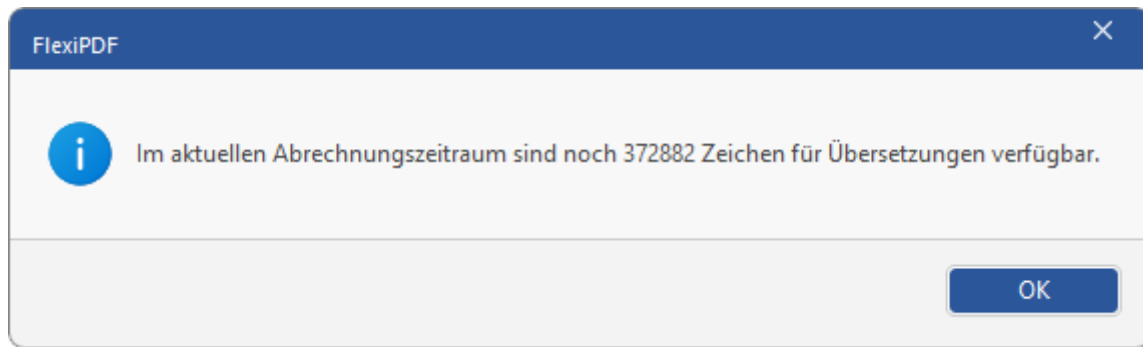 FlexiPDF
Im aktuellen Abrechnungszeitraum sind noch 372882 Zeichen für Übersetzungen verfügbar.
OK